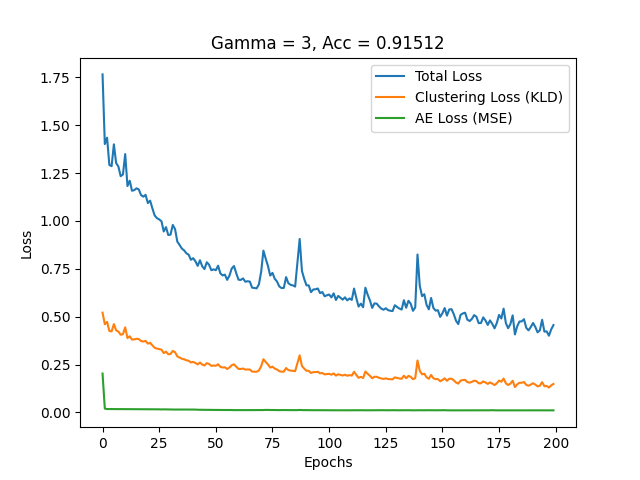 Gamma = 3, Acc = 0.91512
Total Loss
Clustering Loss (KLD)
AE Loss (MSE)
1.75
1.50
1.25
1.00
0.75
0.50
0.25
0.00
Loss
0 25 50 75 100 125 150 175 200
Epochs